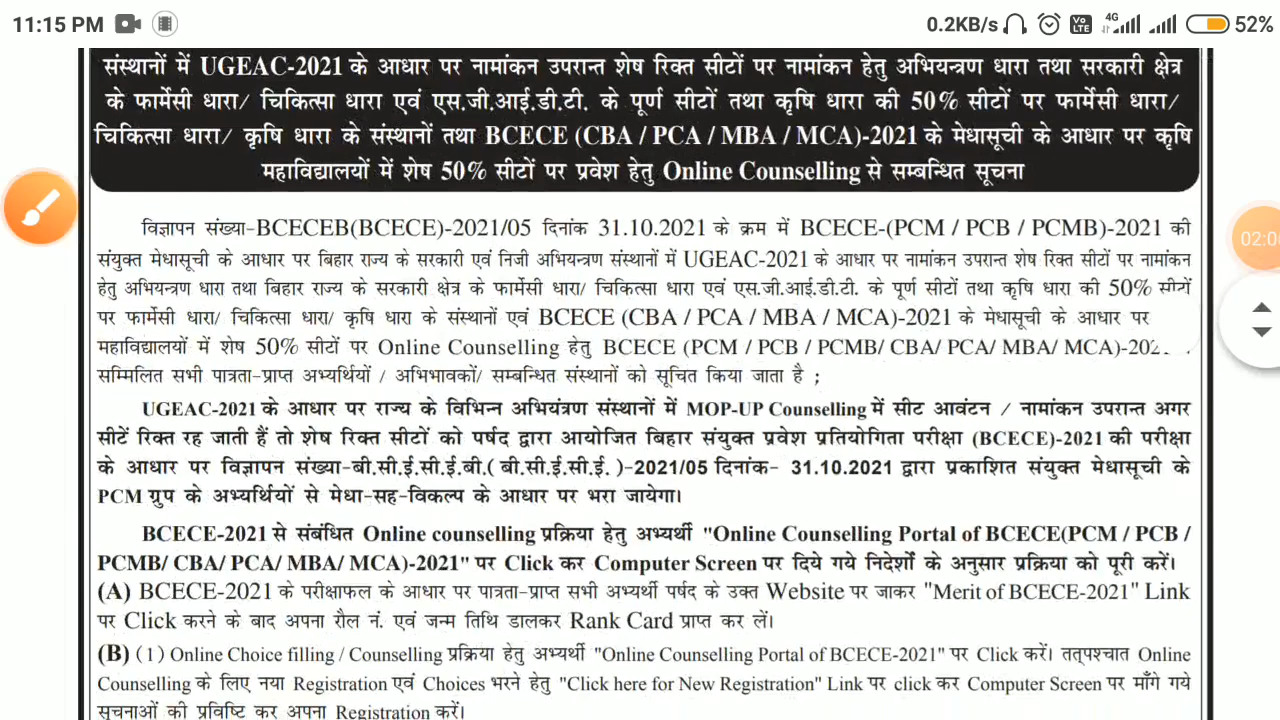 11:15 PM
0.2KB/s
Vo LTE
4G
52%
संस्थानों में UGEAC-2021 के आधार पर नामांकन उपरान्त शेष रिक्त सीटों पर नामांकन हेतु अभियन्त्रण धारा तथा सरकारी क्षेत्र
के फार्मेसी धारा/ चिकित्सा धारा एवं एस.जी.आई.डी.टी. के पूर्ण सीटों तथा कृषि धारा की 50% सीटों पर फार्मेसी धारा/
चिकित्सा धारा/ कृषि धारा के संस्थानों तथा BCECE (CBA / PCA / MBA / MCA)-2021 के मेधासूची के आधार पर कृषि
महाविद्यालयों में शेष 50% सीटों पर प्रवेश हेतु Online Counselling से सम्बन्धित सूचना
विज्ञापन संख्या-BCECEB(BCECE)-2021/05 दिनांक 31.10.2021 के क्रम में BCECE-(PCM / PCB / PCMB)-2021 की
संयुक्त मेधासूची के आधार पर बिहार राज्य के सरकारी एवं निजी अभियन्त्रण संस्थानों में UGEAC-2021 के आधार पर नामांकन उपरान्त शेष रिक्त सीटों पर नामांकन
हेतु अभियन्त्रण धारा तथा बिहार राज्य के सरकारी क्षेत्र के फार्मेसी धारा/ चिकित्सा धारा एवं एस.जी.आई.डी.टी. के पूर्ण सीटों तथा कृषि धारा की 50% सीटों
पर फार्मेसी धारा/ चिकित्सा धारा/ कृषि धारा के संस्थानों एवं BCECE (CBA / PCA / MBA / MCA)-2021 के मेधासूची के आधार पर
महाविद्यालयों में शेष 50% सीटों पर Online Counselling हेतु BCECE (PCM / PCB / PCMB/ CBA/ PCA/ MBA/ MCA)-202
सम्मिलित सभी पात्रता-प्राप्त अभ्यर्थियों / अभिभावकों/ सम्बन्धित संस्थानों को सूचित किया जाता है ;
UGEAC-2021 के आधार पर राज्य के विभिन्न अभियंत्रण संस्थानों में MOP-UP Counselling में सीट आवंटन / नामांकन उपरान्त अगर
सीटें रिक्त रह जाती हैं तो शेष रिक्त सीटों को पर्षद द्वारा आयोजित बिहार संयुक्त प्रवेश प्रतियोगिता परीक्षा (BCECE)-2021 की परीक्षा
के आधार पर विज्ञापन संख्या-बी.सी.ई.सी.ई.बी.( बी.सी.ई.सी.ई. )-2021/05 दिनांक- 31.10.2021 द्वारा प्रकाशित संयुक्त मेधासूची के
PCM ग्रुप के अभ्यर्थियों से मेधा-सह-विकल्प के आधार पर भरा जायेगा।
BCECE-2021 से संबंधित Online counselling प्रक्रिया हेतु अभ्यर्थी "Online Counselling Portal of BCECE(PCM / PCB /
PCMB/ CBA/ PCA/ MBA/ MCA)-2021" पर Click कर Computer Screen पर दिये गये निदेशों के अनुसार प्रक्रिया को पूरी करें।
(A) BCECE-2021 के परीक्षाफल के आधार पर पात्रता-प्राप्त सभी अभ्यर्थी पर्षद के उक्त Website पर जाकर "Merit of BCECE-2021" Link
पर Click करने के बाद अपना रौल नं. एवं जन्म तिथि डालकर Rank Card प्राप्त कर लें।
(B) (1) Online Choice filling / Counselling प्रक्रिया हेतु अभ्यर्थी "Online Counselling Portal of BCECE-2021" पर Click करें। तत्पश्चात Online
Counselling के लिए नया Registration एवं Choices भरने हेतु "Click here for New Registration" Link पर click कर Computer Screen पर माँगे गये
सूचनाओं की प्रविष्टि कर अपना Registration करें।